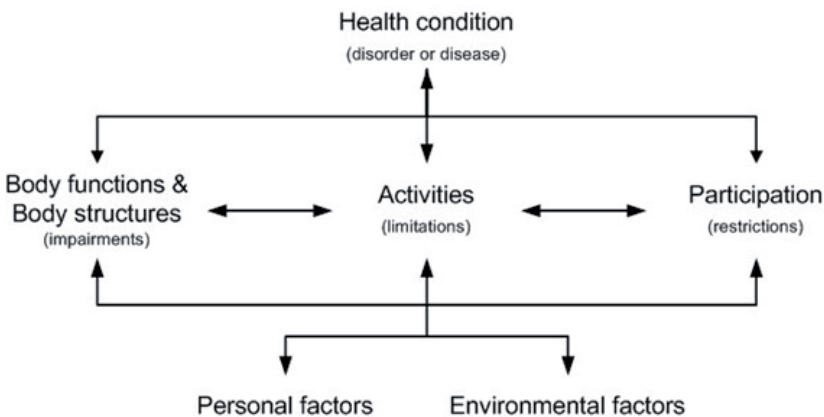 Health condition
(disorder or disease)
Body functions &
Body structures
(impairments)
Activities
(limitations)
Participation
(restrictions)
Personal factors
Environmental factors